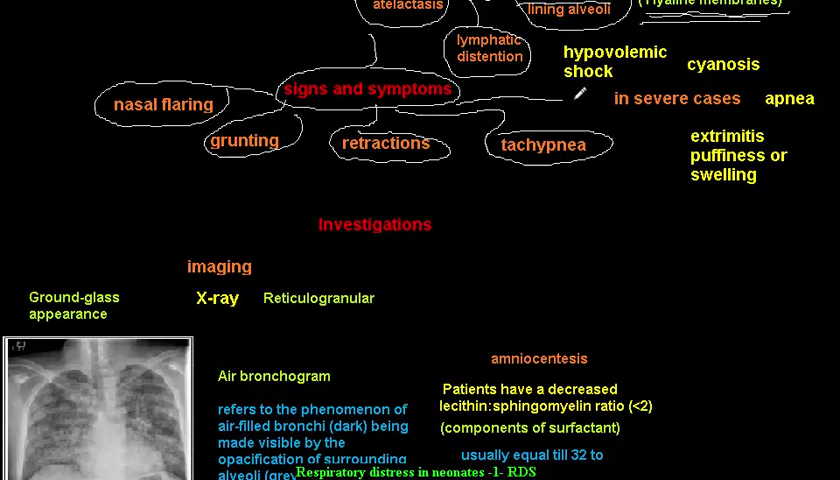 atelactasis
lining alveoli
(Hyaline membranes)
lymphatic
distention
hypovolemic
shock
cyanosis
signs and symptoms
nasal flaring
in severe cases
apnea
grunting
retractions
tachypnea
extrimitis
puffiness or
swelling
Investigations
imaging
Ground-glass
appearance
X-ray
Reticulogranular
amniocentesis
Air bronchogram
Patients have a decreased
lecithin:sphingomyelin ratio (<2)
refers to the phenomenon of
air-filled bronchi (dark) being
made visible by the
opacification of surrounding
alveoli (grey
(components of surfactant)
usually equal till 32 to
Respiratory distress in neonates -1- RDS